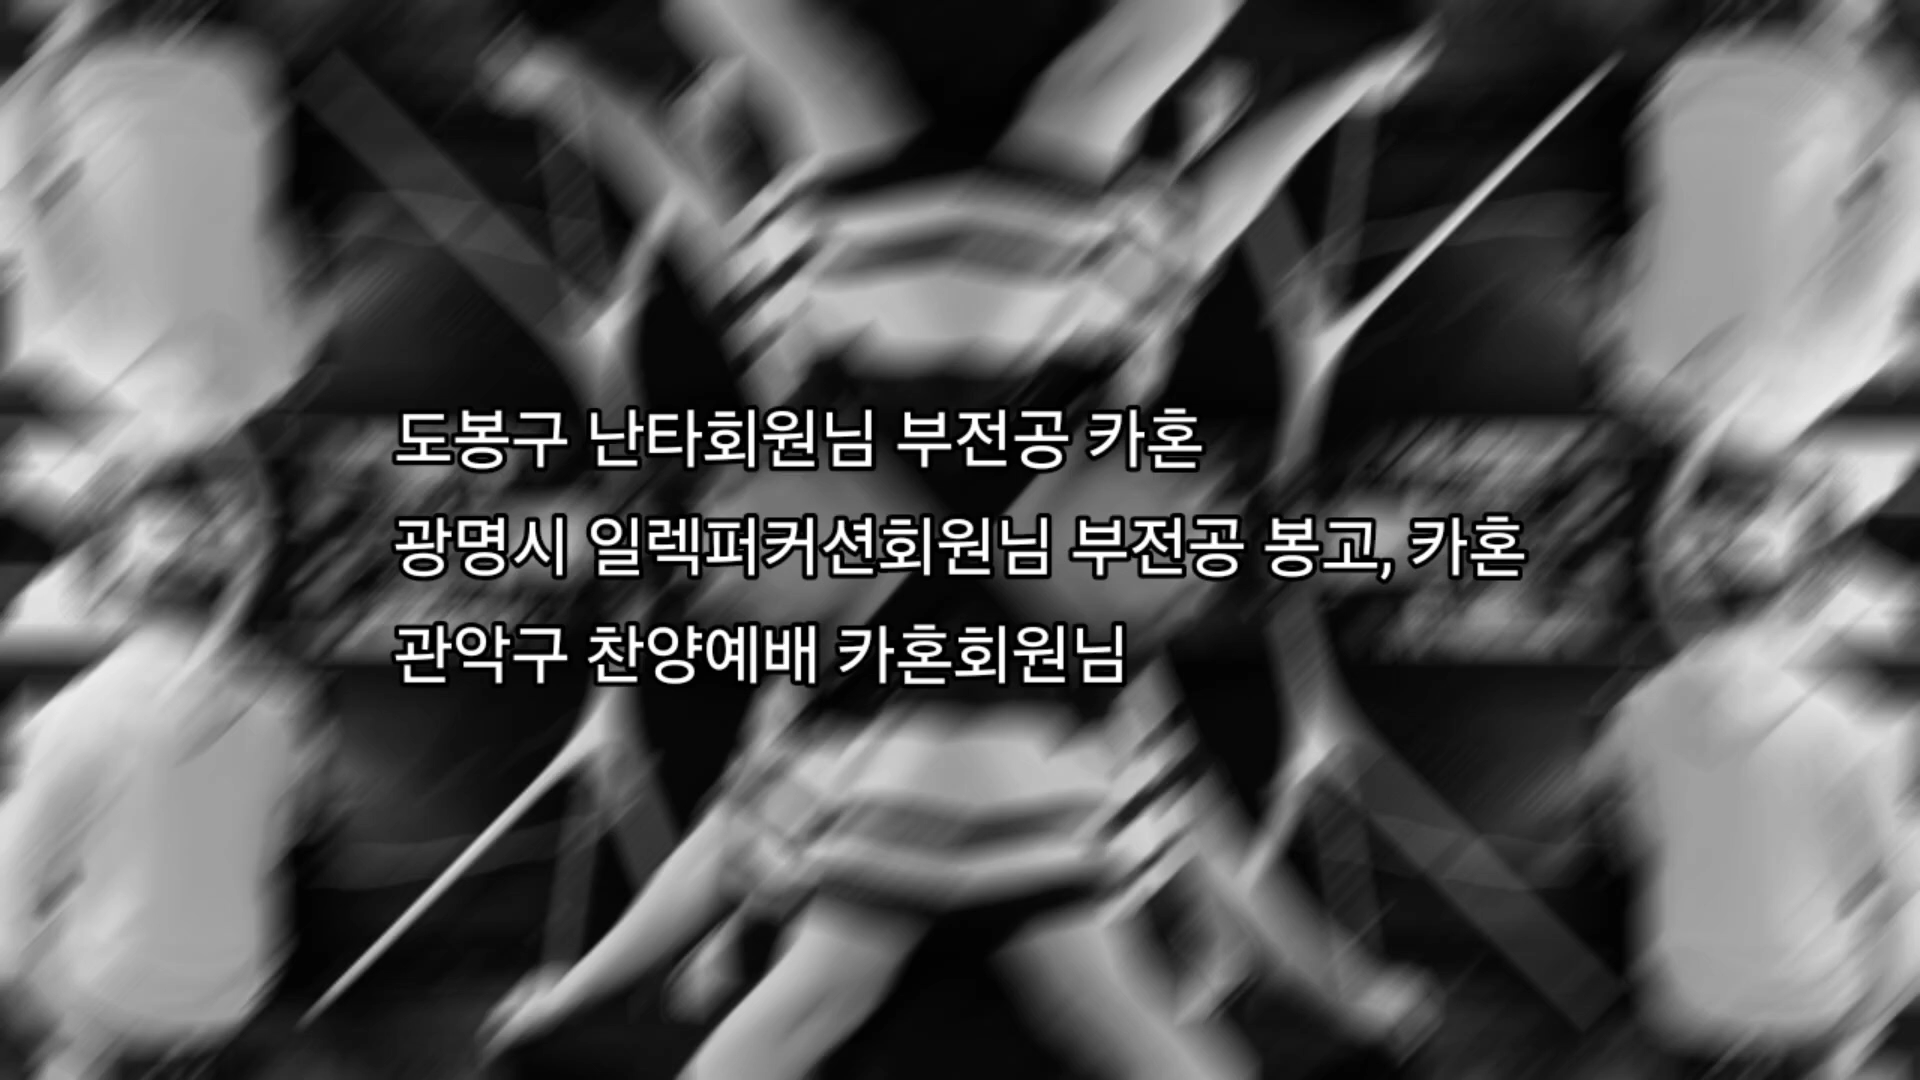 도봉구 난타회원님 부전공 카혼
광명시 일렉퍼커션회원님 부전공 봉고, 카혼
관악구 찬양예배 카혼회원님